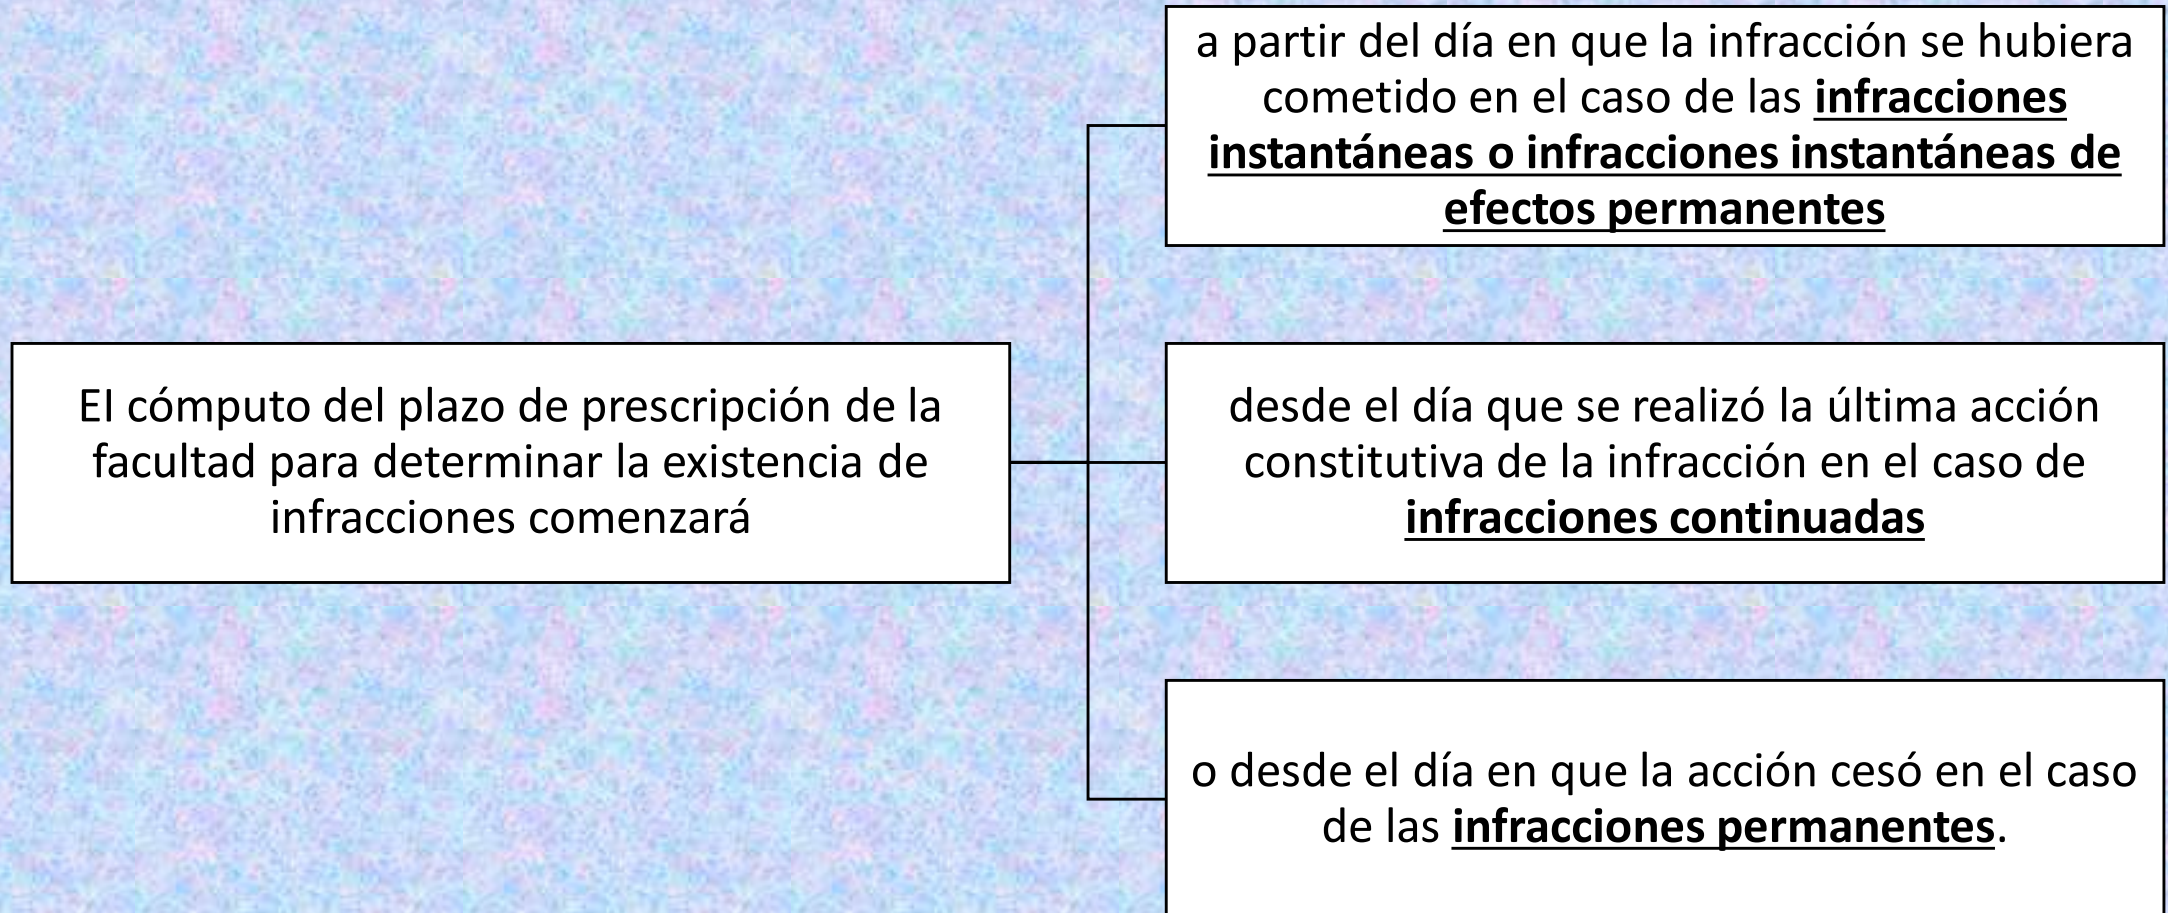 El cómputo del plazo de prescripción de la
facultad para determinar la existencia de
infracciones comenzará
a partir del día en que la infracción se hubiera
cometido en el caso de las infracciones
instantáneas o infracciones instantáneas de
efectos permanentes
desde el día que se realizó la última acción
constitutiva de la infracción en el caso de
infracciones continuadas
o desde el día en que la acción cesó en el caso
de las infracciones permanentes.